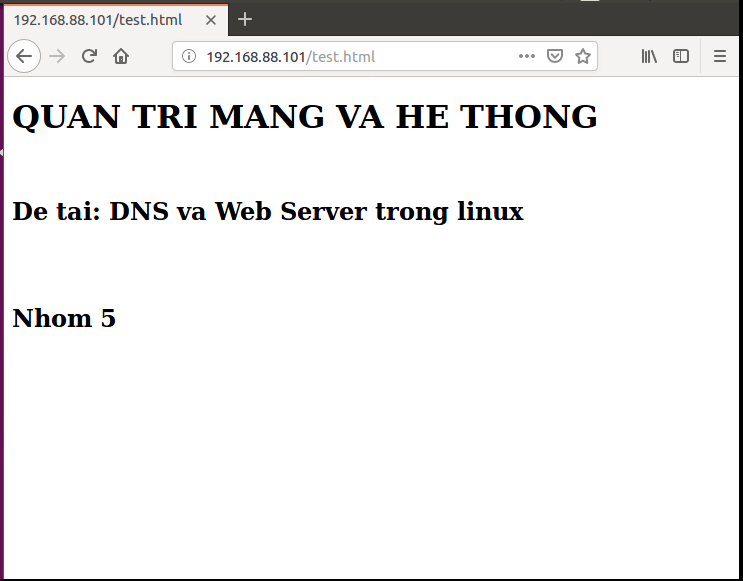 192.168.88.101/test.html
192.168.88.101/test.html
QUAN TRI MANG VA HE THONG
De tai: DNS va Web Server trong linux
Nhom 5